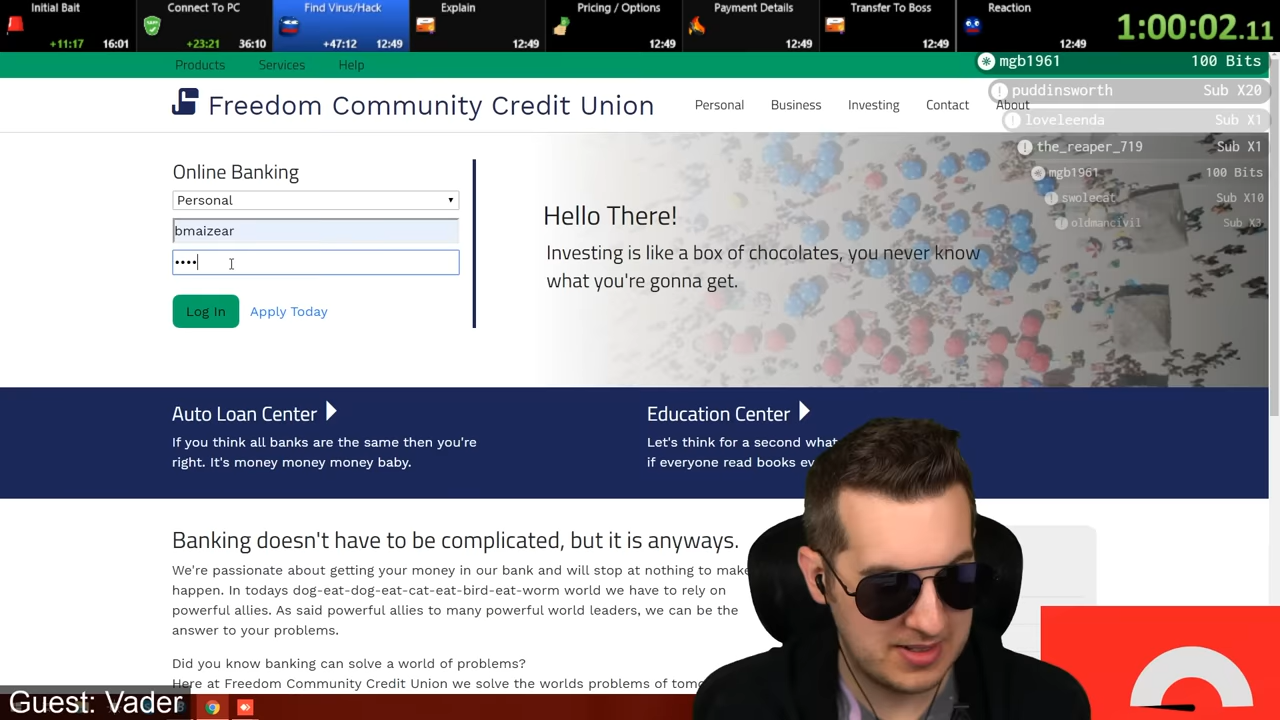 Initial Bait
+11:17 16:01
Connect To PC
+23:21 36:10
Find Virus/Hack
+47:12 12:49
Explain
12:49
Pricing / Options
12:49
Payment Details
12:49
Transfer To Boss
12:49
Reaction
12:49
1:00:02.11
Products Services Help
mgb1961 100 Bits
puddinsworth Sub X20
loveleenda Sub X1
the_reaper_719 Sub X1
mgb1961 100 Bits
swolecat Sub X10
oldmancivil Sub X3
Freedom Community Credit Union
Personal Business Investing Contact About
Online Banking
Personal
bmaizear
Log In Apply Today
Hello There!
Investing is like a box of chocolates, you never know
what you're gonna get.
Auto Loan Center
If you think all banks are the same then you're
right. It's money money money baby.
Education Center
Let's think for a second what
if everyone read books
Banking doesn't have to be complicated, but it is anyways.
We're passionate about getting your money in our bank and will stop at nothing to make
happen. In todays dog-eat-dog-eat-cat-eat-bird-eat-worm world we have to rely on
powerful allies. As said powerful allies to many powerful world leaders, we can be the
answer to your problems.
Did you know banking can solve a world of problems?
Here at Freedom Community Credit Union we solve the worlds problems of
Guest: Vader